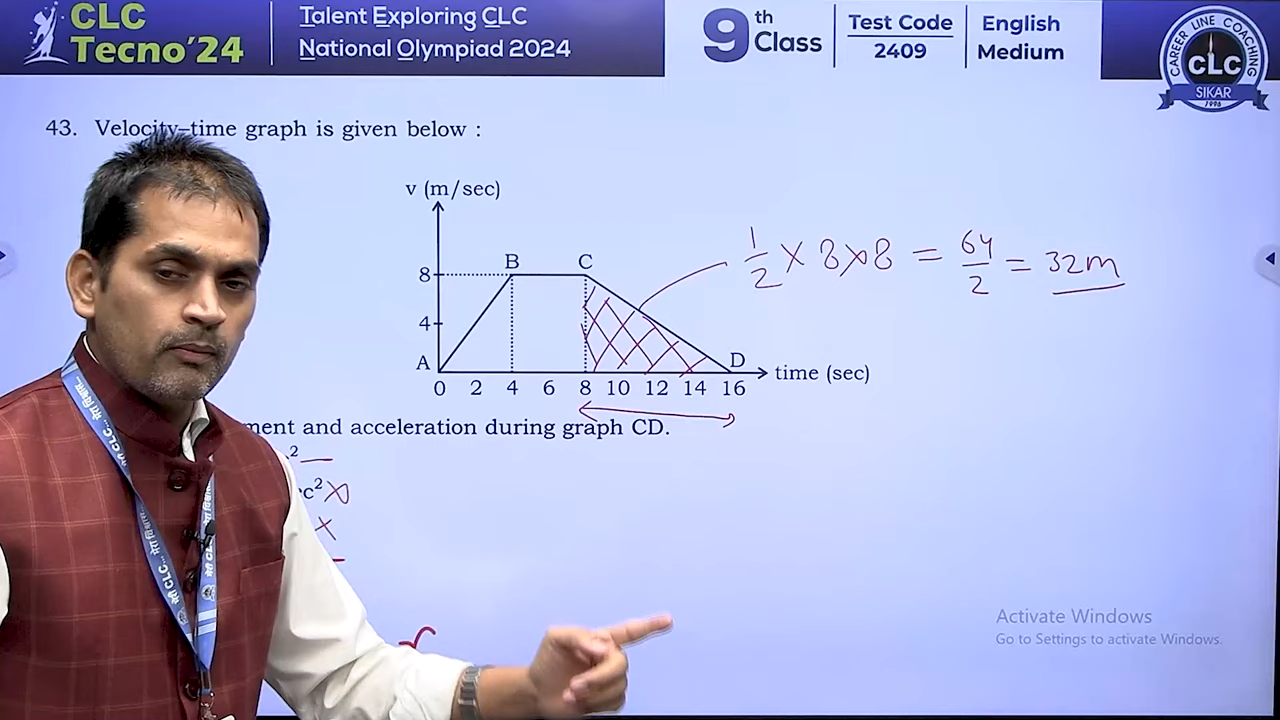 CLC
Tecno'24
Talent Exploring CLC
National Olympiad 2024
9th Class
Test Code
2409
English
Medium
CAREER LINE COACHING
CLC
SIKAR
1996
43. Velocity–time graph is given below :
v (m/sec)
1/2 × 8×8 = 64/2 = 32m
B C
8
4
A D
time (sec)
0 2 4 6 8 10 12 14 16
ment and acceleration during graph CD.
2
ec² ×
×
Activate Windows
Go to Settings to activate Windows.